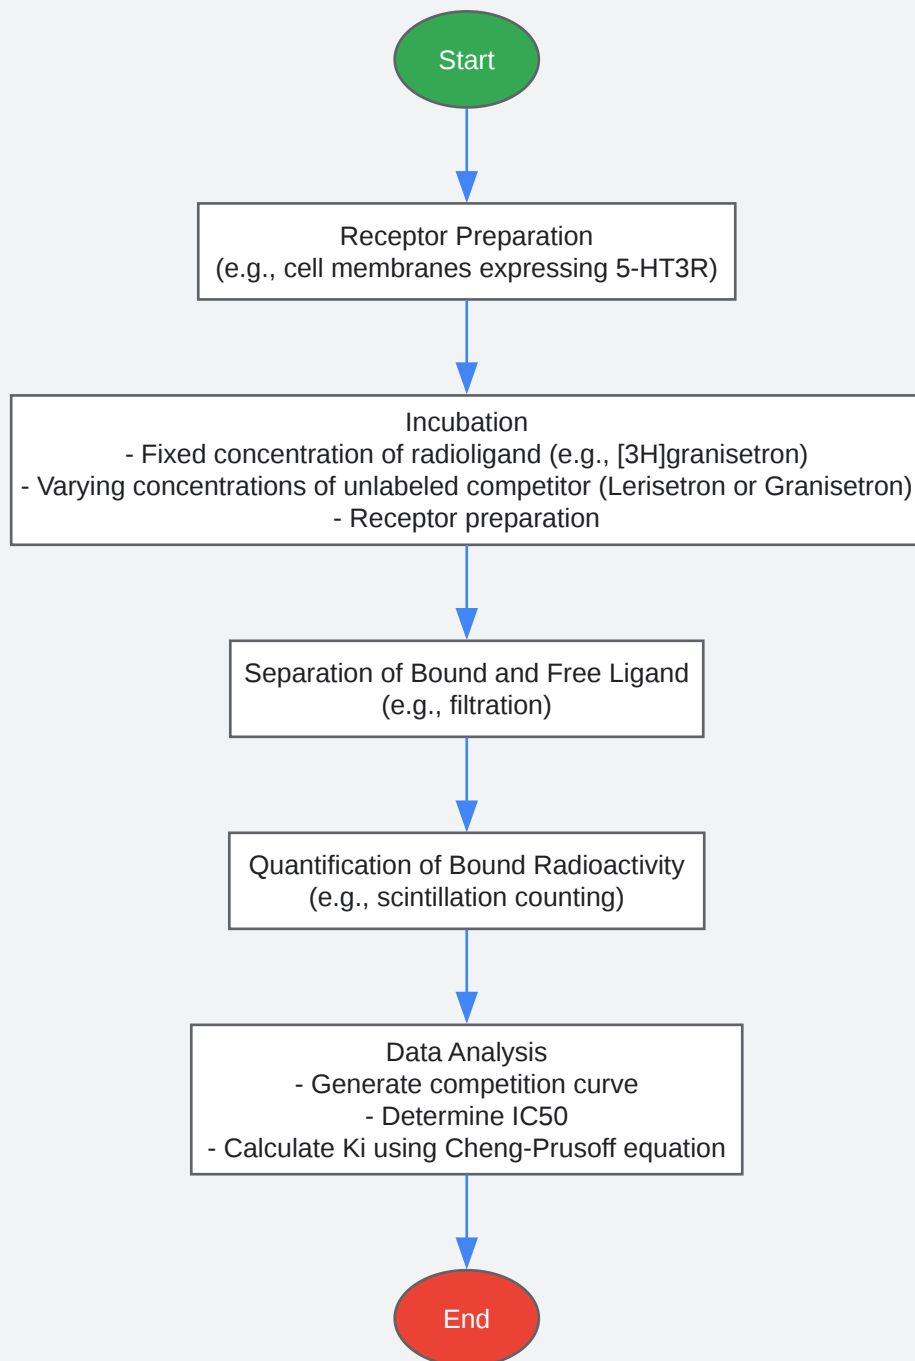 Start
Receptor Preparation
(e.g., cell membranes expressing 5-HT3R)
Incubation
- Fixed concentration of radioligand (e.g., [3H]granisetron)
- Varying concentrations of unlabeled competitor (Lerisetron or Granisetron)
- Receptor preparation
Separation of Bound and Free Ligand
(e.g., filtration)
Quantification of Bound Radioactivity
(e.g., scintillation counting)
Data Analysis
- Generate competition curve
- Determine IC50
- Calculate Ki using Cheng-Prusoff equation
End